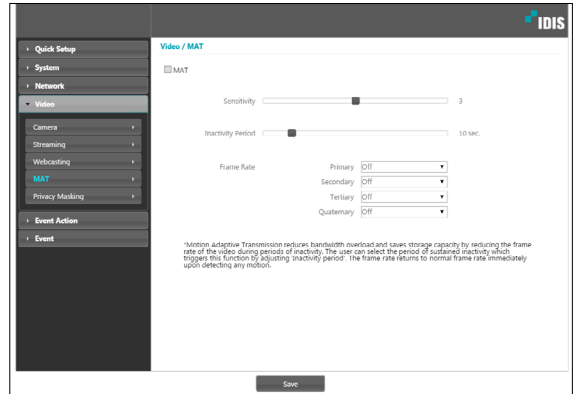 IDIS
Quick Setup
System
Network
Video
Camera
Streaming
Webcasting
MAT
Privacy Masking
Event Action
Event
Video / MAT
MAT
Sensitivity 3
Inactivity Period 10 sec.
Frame Rate Primary Off
Secondary Off
Tertiary Off
Quaternary Off
*Motion Adaptive Transmission reduces bandwidth overload and saves storage capacity by reducing the frame
rate of the video during periods of inactivity. The user can select the period of sustained inactivity which
triggers this function by adjusting 'Inactivity period'. The frame rate returns to normal frame rate immediately
upon detecting any motion.
Save